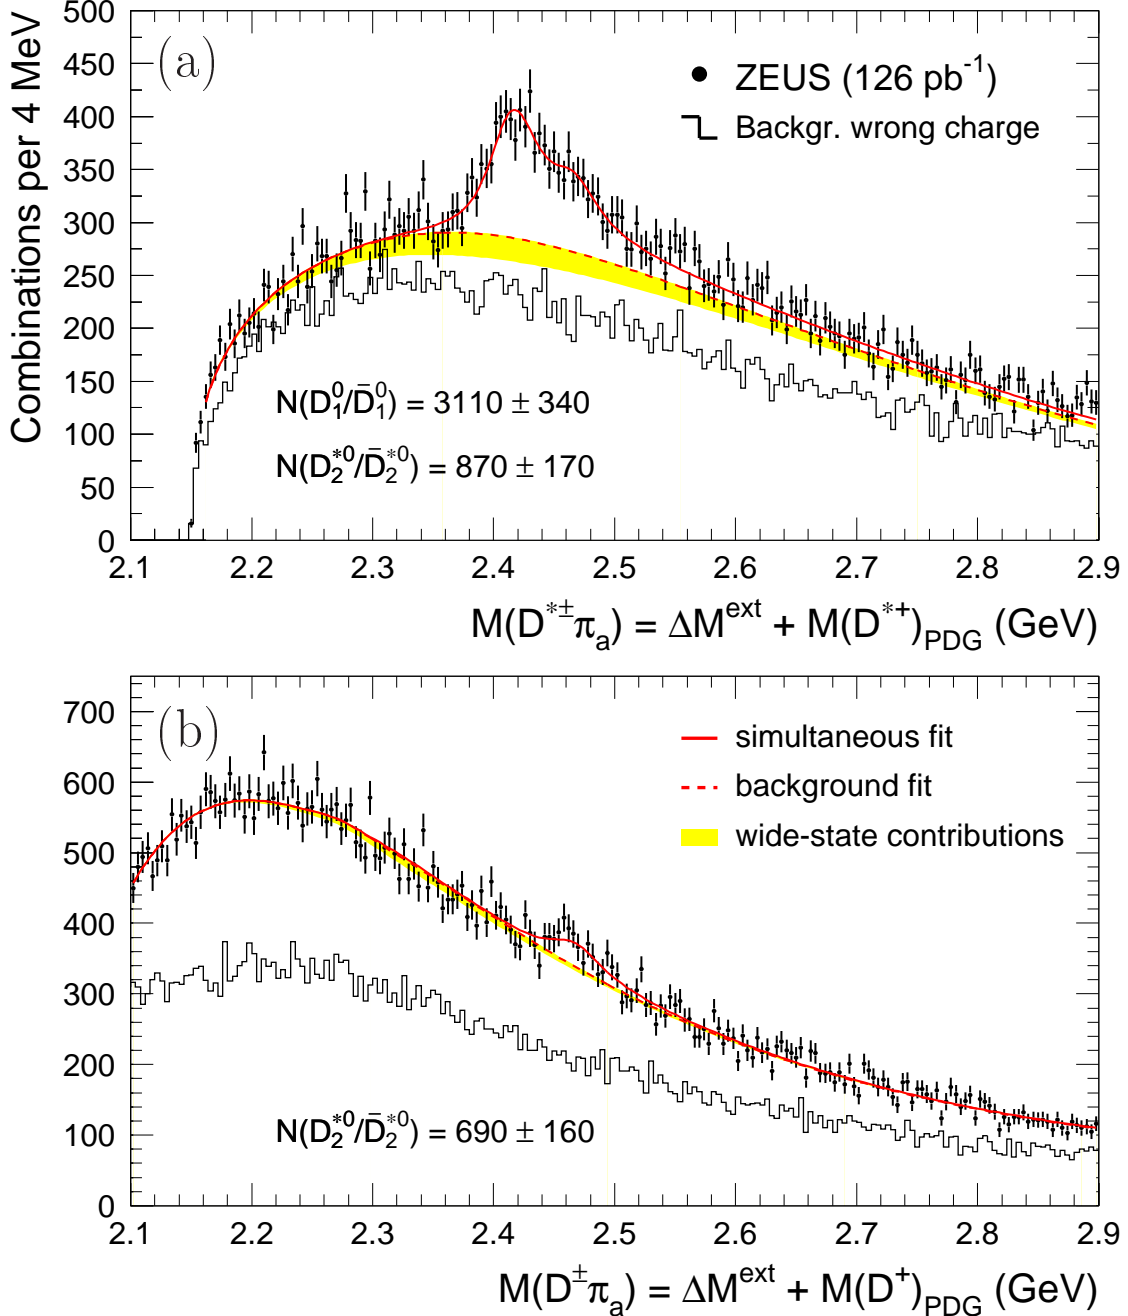 Combinations per 4 MeV
500
450
400
350
300
250
200
150
100
50
0
(a)
ZEUS (126 pb⁻¹)
Backgr. wrong charge
N(D₁⁰/D̄₁⁰) = 3110 ± 340
N(D₂*⁰/D̄₂*⁰) = 870 ± 170
2.1 2.2 2.3 2.4 2.5 2.6 2.7 2.8 2.9
M(D*±πₐ) = ΔMᵉˣᵗ + M(D*⁺)PDG (GeV)
700
600
500
400
300
200
100
0
(b)
simultaneous fit
background fit
wide-state contributions
N(D₂*⁰/D̄₂*⁰) = 690 ± 160
2.1 2.2 2.3 2.4 2.5 2.6 2.7 2.8 2.9
M(D±πₐ) = ΔMᵉˣᵗ + M(D⁺)PDG (GeV)